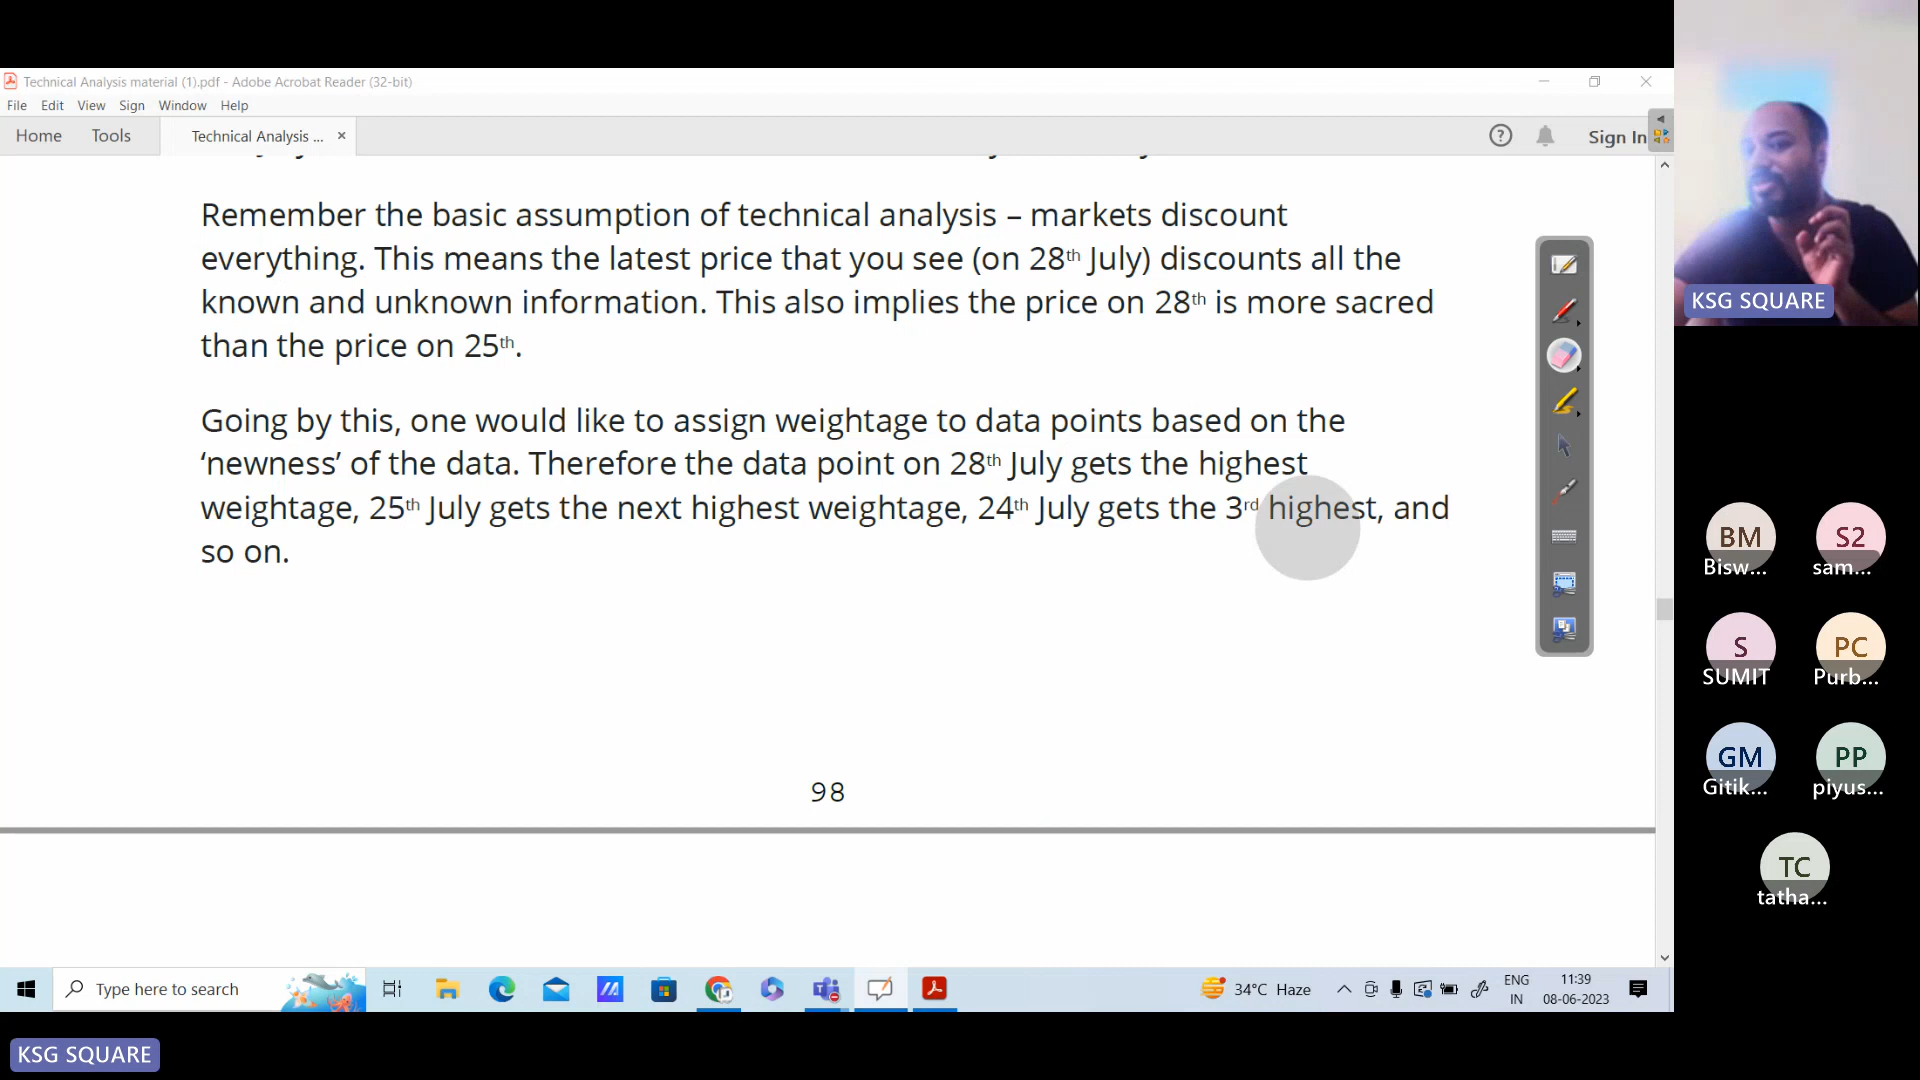 Technical Analysis material (1).pdf - Adobe Acrobat Reader (32-bit)
File Edit View Sign Window Help
Home Tools Technical Analysis ... × Sign In
Remember the basic assumption of technical analysis – markets discount
everything. This means the latest price that you see (on 28th July) discounts all the
known and unknown information. This also implies the price on 28th is more sacred
than the price on 25th.
Going by this, one would like to assign weightage to data points based on the
‘newness’ of the data. Therefore the data point on 28th July gets the highest
weightage, 25th July gets the next highest weightage, 24th July gets the 3rd highest, and
so on.
98
KSG SQUARE
BM
Bisw...
S2
sam...
S
SUMIT
PC
Purb...
GM
Gitik...
PP
piyus...
TC
tatha...
Type here to search
34°C Haze
ENG
IN
11:39
08-06-2023
KSG SQUARE